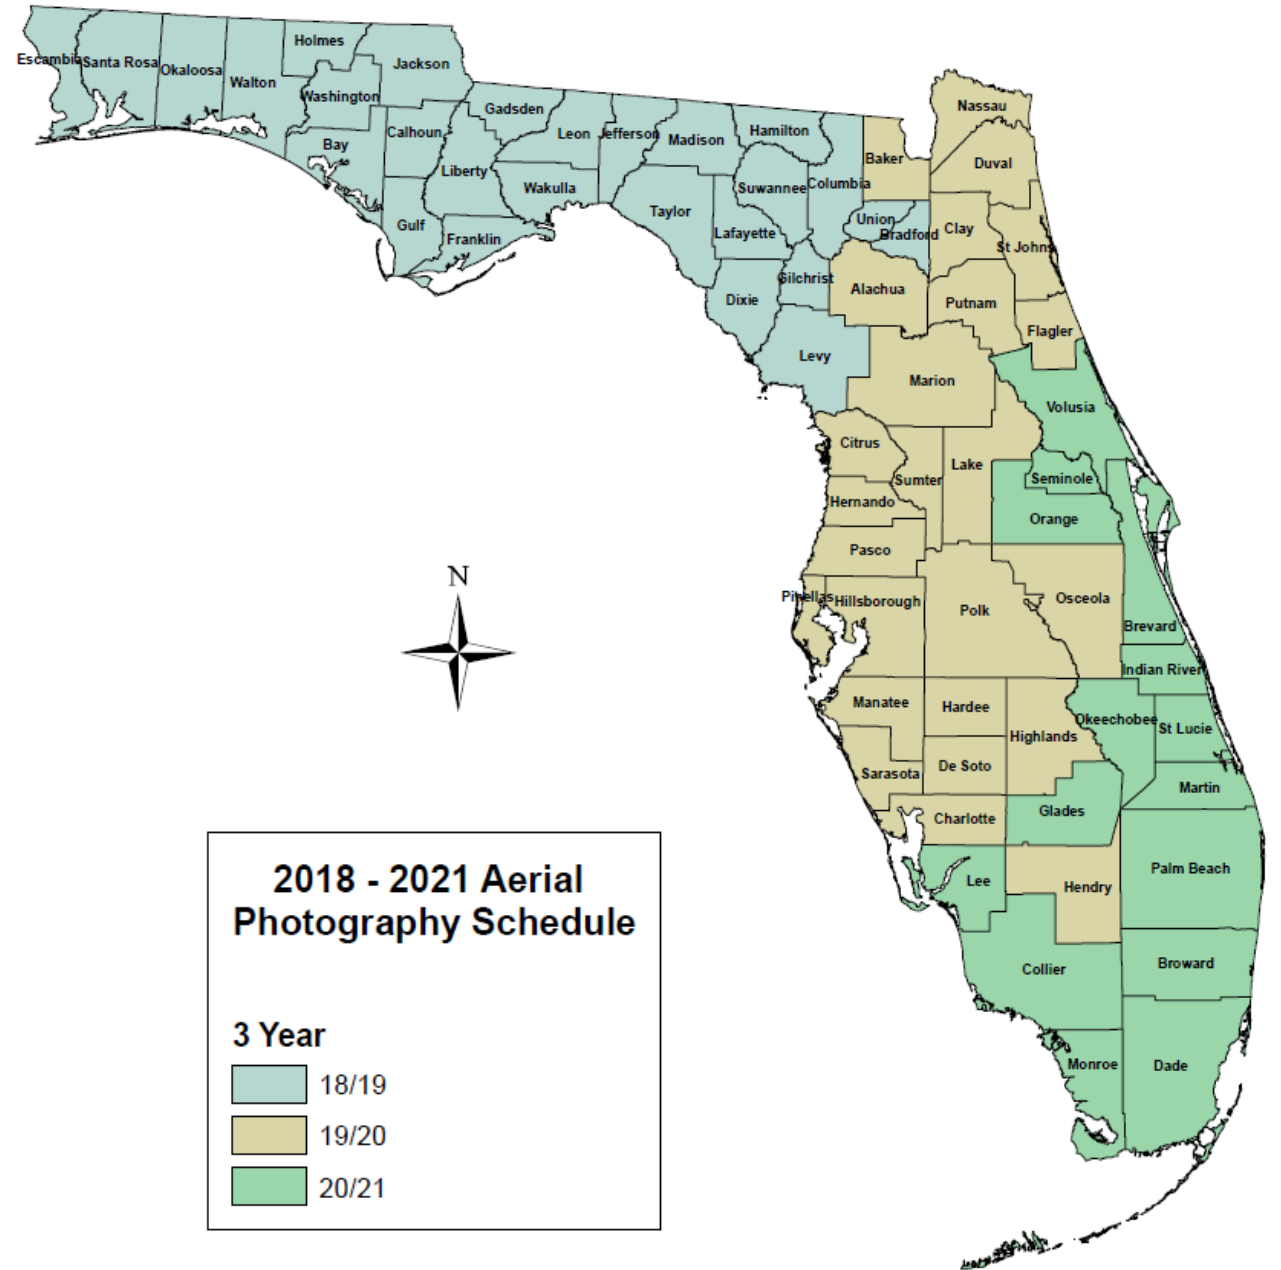 Holmes
Jackson
Escambia
Santa Rosa
Okaloosa
Walton
Washington
Nassau
Gadsden
Calhoun
Leon
Jefferson
Madison
Hamilton
Bay
Baker
Duval
Liberty
Wakulla
Suwannee
Columbia
Taylor
Union
Gulf
Franklin
Lafayette
Bradford
Clay
St Johns
Gilchrist
Dixie
Alachua
Putnam
Flagler
Levy
Marion
Volusia
Citrus
Lake
Sumter
Seminole
Hernando
Orange
Pasco
N
Pinellas
Hillsborough
Polk
Osceola
Brevard
Indian River
Manatee
Hardee
Highlands
Okeechobee
St Lucie
Sarasota
De Soto
Martin
Charlotte
Glades
Palm Beach
Lee
Hendry
Collier
Broward
Monroe
Dade
2018 - 2021 Aerial
Photography Schedule
3 Year
18/19
19/20
20/21